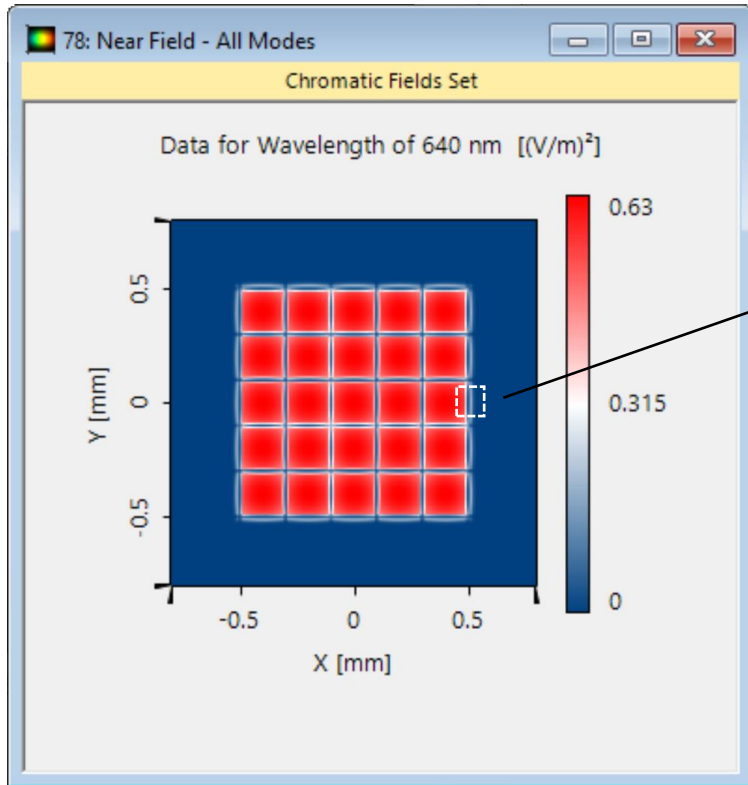 78: Near Field - All Modes
Chromatic Fields Set
Data for Wavelength of 640 nm [(V/m)²]
0.63
0.5
Y [mm]
0
0.315
-0.5
0
-0.5
0
0.5
X [mm]